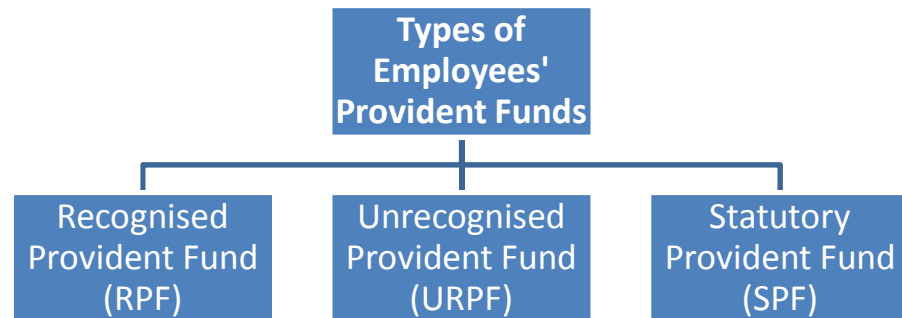 Types of
Employees'
Provident Funds
Recognised
Provident Fund
(RPF)
Unrecognised
Provident Fund
(URPF)
Statutory
Provident Fund
(SPF)